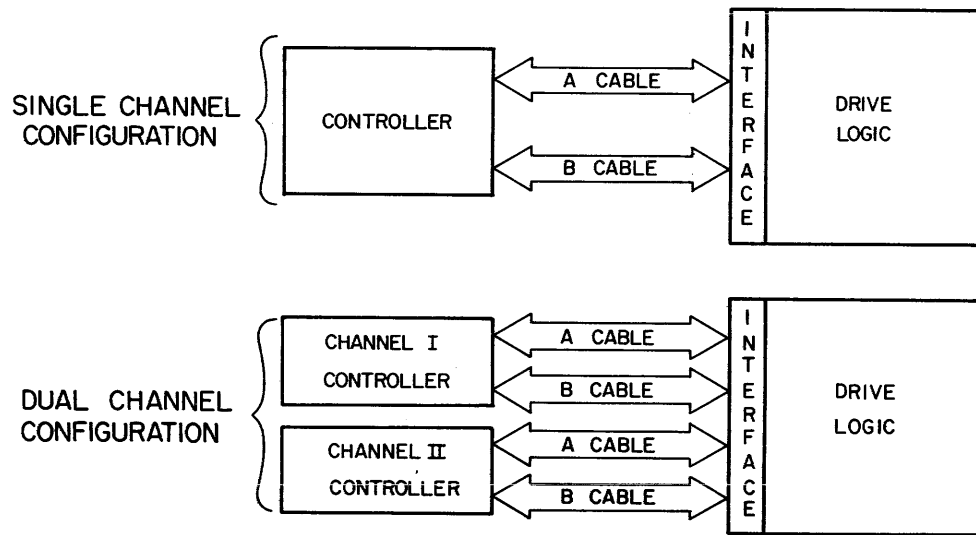 SINGLE CHANNEL
CONFIGURATION
CONTROLLER
A CABLE
B CABLE
INTERFACE
DRIVE
LOGIC
DUAL CHANNEL
CONFIGURATION
CHANNEL I
CONTROLLER
CHANNEL II
CONTROLLER
A CABLE
B CABLE
A CABLE
B CABLE
INTERFACE
DRIVE
LOGIC